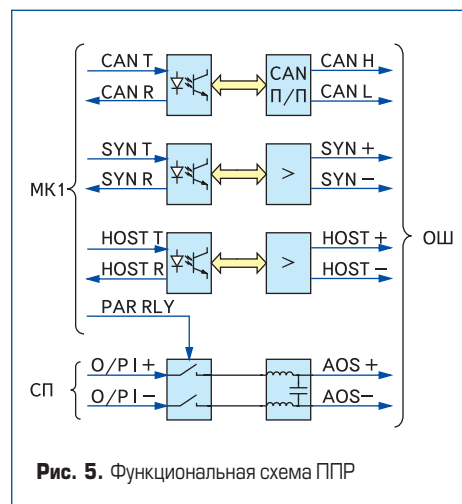 CAN T
CAN R
CAN
П/П
CAN H
CAN L
SYN T
SYN R
>
SYN +
SYN –
МК1
ОШ
HOST T
HOST R
>
HOST +
HOST –
PAR RLY
СП
O/P I +
O/P I –
AOS +
AOS–
Рис. 5. Функциональная схема ППР